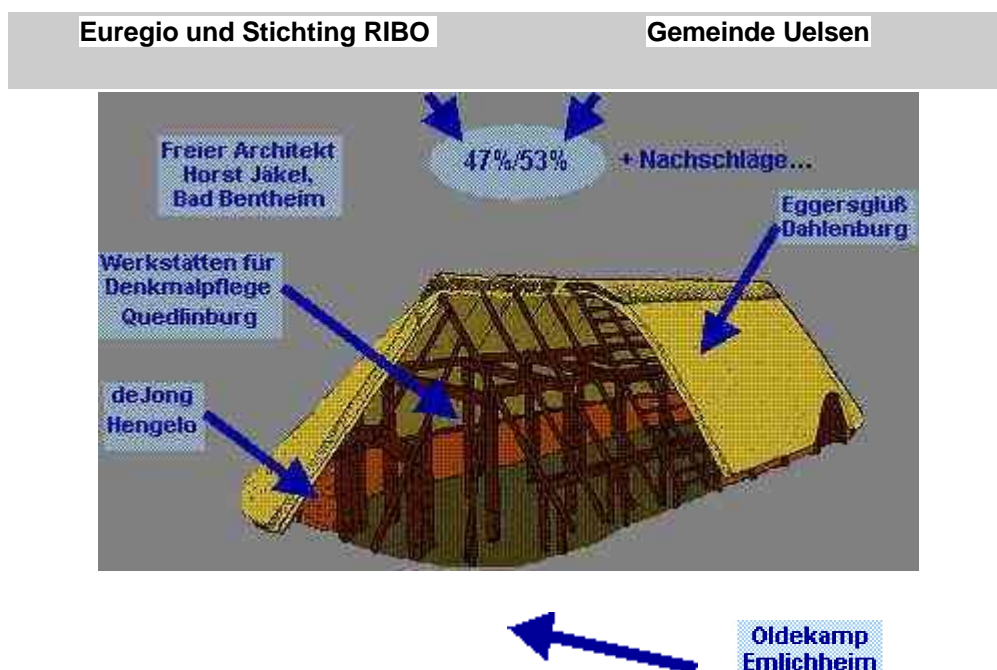 Euregio und Stichting RIBO
Gemeinde Uelsen
Freier Architekt
Horst Jäkel,
Bad Bentheim
47%/53%
+ Nachschläge...
Eggersglüß
Dahlenburg
Werkstätten für
Denkmalpflege
Quedlinburg
deJong
Hengelo
Oldekamp
Emlichheim